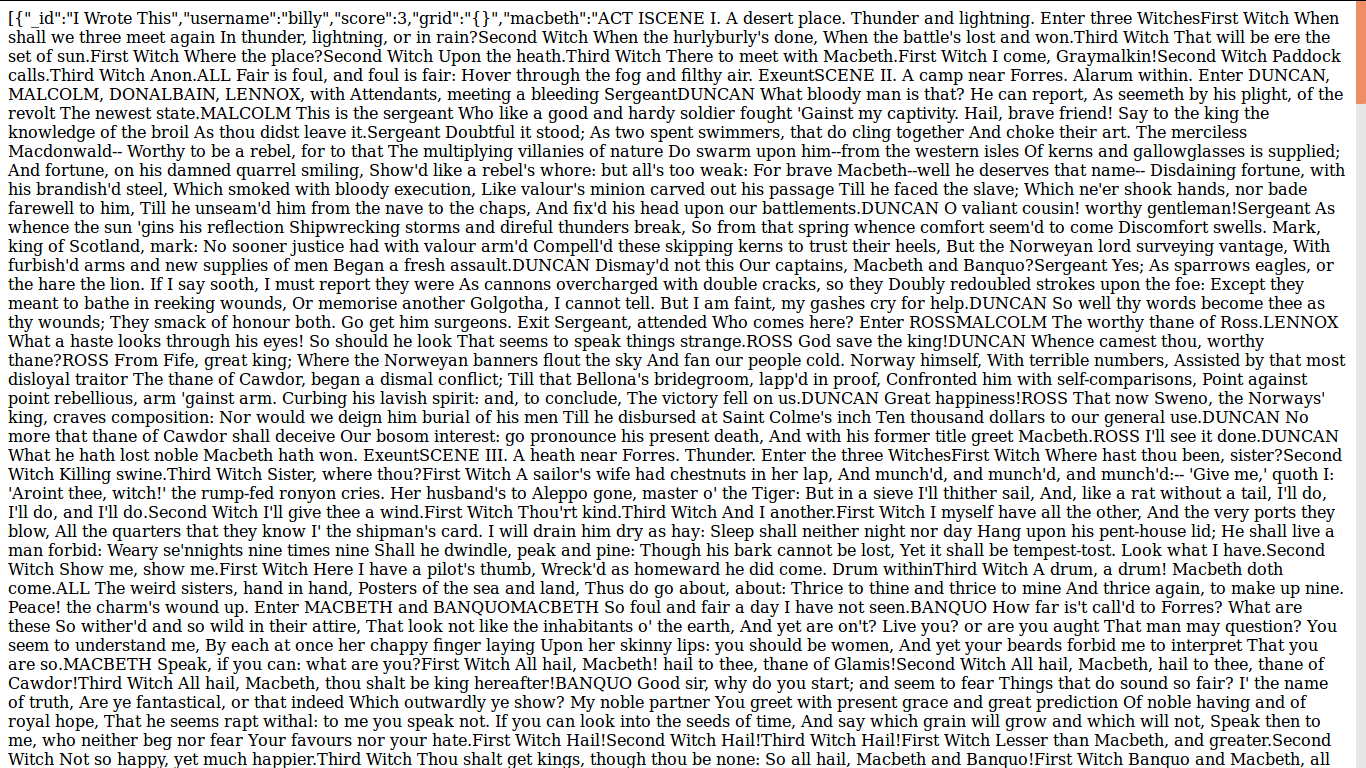 [{"_id":"I Wrote This","username":"billy","score":3,"grid":"{}","macbeth":"ACT ISCENE I. A desert place. Thunder and lightning. Enter three WitchesFirst Witch When
shall we three meet again In thunder, lightning, or in rain?Second Witch When the hurlyburly's done, When the battle's lost and won.Third Witch That will be ere the
set of sun.First Witch Where the place?Second Witch Upon the heath.Third Witch There to meet with Macbeth.First Witch I come, Graymalkin!Second Witch Paddock
calls.Third Witch Anon.ALL Fair is foul, and foul is fair: Hover through the fog and filthy air. ExeuntSCENE II. A camp near Forres. Alarum within. Enter DUNCAN,
MALCOLM, DONALBAIN, LENNOX, with Attendants, meeting a bleeding SergeantDUNCAN What bloody man is that? He can report, As seemeth by his plight, of the
revolt The newest state.MALCOLM This is the sergeant Who like a good and hardy soldier fought 'Gainst my captivity. Hail, brave friend! Say to the king the
knowledge of the broil As thou didst leave it.Sergeant Doubtful it stood; As two spent swimmers, that do cling together And choke their art. The merciless
Macdonwald-- Worthy to be a rebel, for to that The multiplying villanies of nature Do swarm upon him--from the western isles Of kerns and gallowglasses is supplied;
And fortune, on his damned quarrel smiling, Show'd like a rebel's whore: but all's too weak: For brave Macbeth--well he deserves that name-- Disdaining fortune, with
his brandish'd steel, Which smoked with bloody execution, Like valour's minion carved out his passage Till he faced the slave; Which ne'er shook hands, nor bade
farewell to him, Till he unseam'd him from the nave to the chaps, And fix'd his head upon our battlements.DUNCAN O valiant cousin! worthy gentleman!Sergeant As
whence the sun 'gins his reflection Shipwrecking storms and direful thunders break, So from that spring whence comfort seem'd to come Discomfort swells. Mark,
king of Scotland, mark: No sooner justice had with valour arm'd Compell'd these skipping kerns to trust their heels, But the Norweyan lord surveying vantage, With
furbish'd arms and new supplies of men Began a fresh assault.DUNCAN Dismay'd not this Our captains, Macbeth and Banquo?Sergeant Yes; As sparrows eagles, or
the hare the lion. If I say sooth, I must report they were As cannons overcharged with double cracks, so they Doubly redoubled strokes upon the foe: Except they
meant to bathe in reeking wounds, Or memorise another Golgotha, I cannot tell. But I am faint, my gashes cry for help.DUNCAN So well thy words become thee as
thy wounds; They smack of honour both. Go get him surgeons. Exit Sergeant, attended Who comes here? Enter ROSSMALCOLM The worthy thane of Ross.LENNOX
What a haste looks through his eyes! So should he look That seems to speak things strange.ROSS God save the king!DUNCAN Whence camest thou, worthy
thane?ROSS From Fife, great king; Where the Norweyan banners flout the sky And fan our people cold. Norway himself, With terrible numbers, Assisted by that most
disloyal traitor The thane of Cawdor, began a dismal conflict; Till that Bellona's bridegroom, lapp'd in proof, Confronted him with self-comparisons, Point against
point rebellious, arm 'gainst arm. Curbing his lavish spirit: and, to conclude, The victory fell on us.DUNCAN Great happiness!ROSS That now Sweno, the Norways'
king, craves composition: Nor would we deign him burial of his men Till he disbursed at Saint Colme's inch Ten thousand dollars to our general use.DUNCAN No
more that thane of Cawdor shall deceive Our bosom interest: go pronounce his present death, And with his former title greet Macbeth.ROSS I'll see it done.DUNCAN
What he hath lost noble Macbeth hath won. ExeuntSCENE III. A heath near Forres. Thunder. Enter the three WitchesFirst Witch Where hast thou been, sister?Second
Witch Killing swine.Third Witch Sister, where thou?First Witch A sailor's wife had chestnuts in her lap, And munch'd, and munch'd, and munch'd:-- 'Give me,' quoth I:
'Aroint thee, witch!' the rump-fed ronyon cries. Her husband's to Aleppo gone, master o' the Tiger: But in a sieve I'll thither sail, And, like a rat without a tail, I'll do,
I'll do, and I'll do.Second Witch I'll give thee a wind.First Witch Thou'rt kind.Third Witch And I another.First Witch I myself have all the other, And the very ports they
blow, All the quarters that they know I' the shipman's card. I will drain him dry as hay: Sleep shall neither night nor day Hang upon his pent-house lid; He shall live a
man forbid: Weary se'nnights nine times nine Shall he dwindle, peak and pine: Though his bark cannot be lost, Yet it shall be tempest-tost. Look what I have.Second
Witch Show me, show me.First Witch Here I have a pilot's thumb, Wreck'd as homeward he did come. Drum withinThird Witch A drum, a drum! Macbeth doth
come.ALL The weird sisters, hand in hand, Posters of the sea and land, Thus do go about, about: Thrice to thine and thrice to mine And thrice again, to make up nine.
Peace! the charm's wound up. Enter MACBETH and BANQUOMACBETH So foul and fair a day I have not seen.BANQUO How far is't call'd to Forres? What are
these So wither'd and so wild in their attire, That look not like the inhabitants o' the earth, And yet are on't? Live you? or are you aught That man may question? You
seem to understand me, By each at once her chappy finger laying Upon her skinny lips: you should be women, And yet your beards forbid me to interpret That you
are so.MACBETH Speak, if you can: what are you?First Witch All hail, Macbeth! hail to thee, thane of Glamis!Second Witch All hail, Macbeth, hail to thee, thane of
Cawdor!Third Witch All hail, Macbeth, thou shalt be king hereafter!BANQUO Good sir, why do you start; and seem to fear Things that do sound so fair? I' the name
of truth, Are ye fantastical, or that indeed Which outwardly ye show? My noble partner You greet with present grace and great prediction Of noble having and of
royal hope, That he seems rapt withal: to me you speak not. If you can look into the seeds of time, And say which grain will grow and which will not, Speak then to
me, who neither beg nor fear Your favours nor your hate.First Witch Hail!Second Witch Hail!Third Witch Hail!First Witch Lesser than Macbeth, and greater.Second
Witch Not so happy, yet much happier.Third Witch Thou shalt get kings, though thou be none: So all hail, Macbeth and Banquo!First Witch Banquo and Macbeth, all